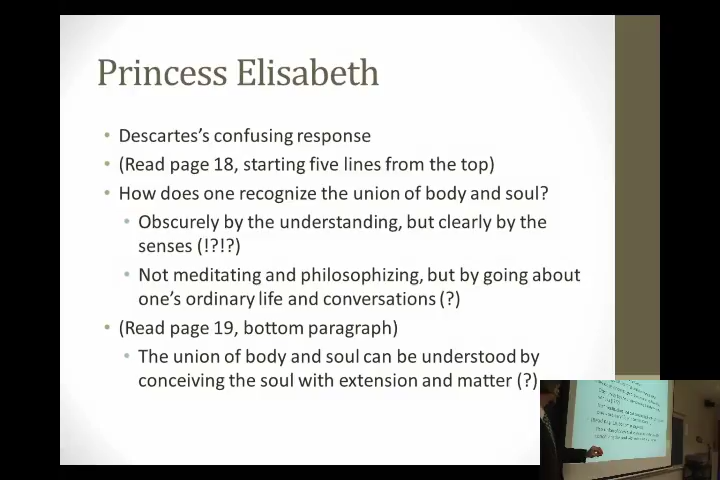 Princess Elisabeth
• Descartes's confusing response
• (Read page 18, starting five lines from the top)
• How does one recognize the union of body and soul?
• Obscurely by the understanding, but clearly by the
senses (!?!?)
• Not meditating and philosophizing, but by going about
one's ordinary life and conversations (?)
• (Read page 19, bottom paragraph)
• The union of body and soul can be understood by
conceiving the soul with extension and matter (?)